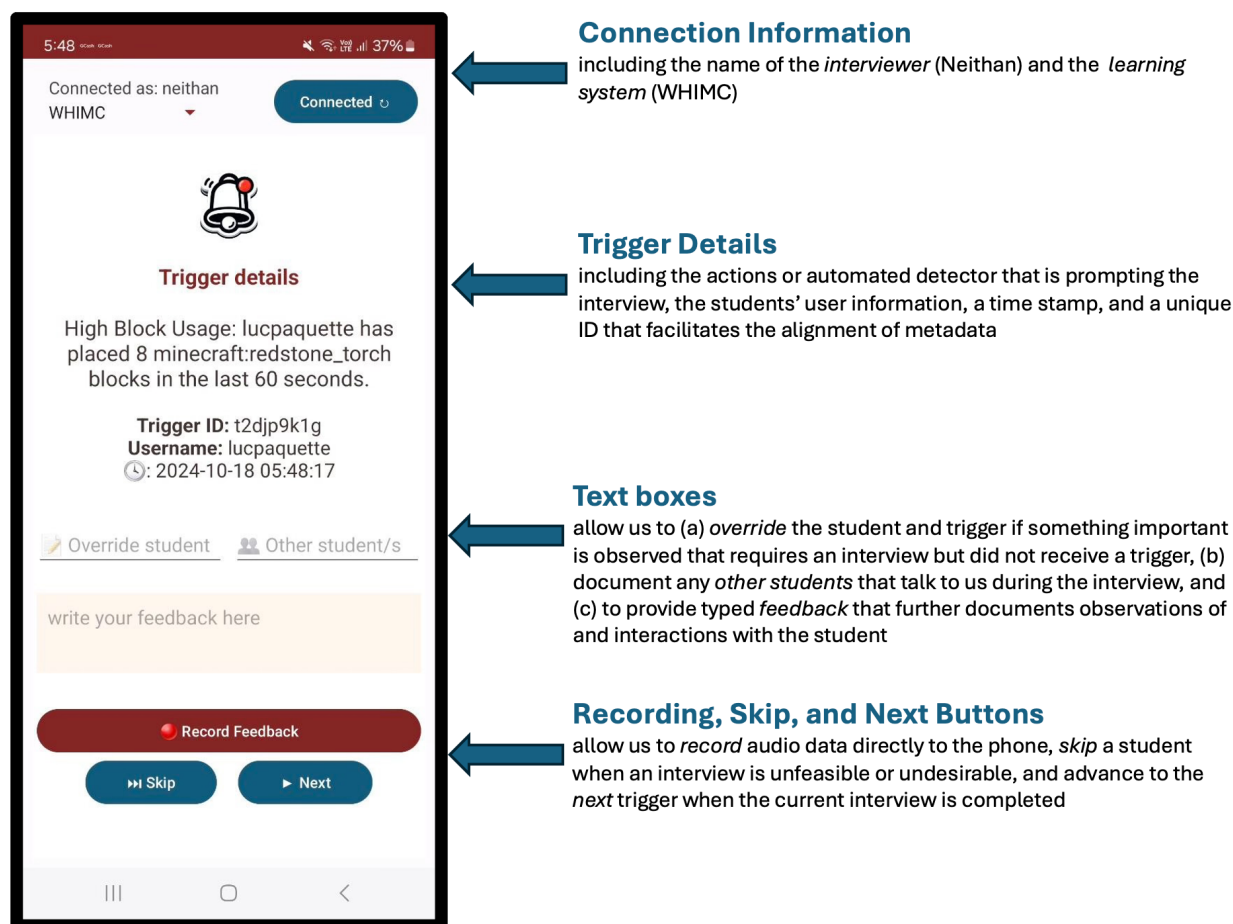 5:48 GCash GCash Vo) LTE 37%
Connected as: neithan
WHIMC
Connected
Trigger details
High Block Usage: lucpaquette has
placed 8 minecraft:redstone_torch
blocks in the last 60 seconds.
Trigger ID: t2djp9k1g
Username: lucpaquette
: 2024-10-18 05:48:17
Override student Other student/s
write your feedback here
Record Feedback
Skip Next
Connection Information
including the name of the interviewer (Neithan) and the learning
system (WHIMC)
Trigger Details
including the actions or automated detector that is prompting the
interview, the students’ user information, a time stamp, and a unique
ID that facilitates the alignment of metadata
Text boxes
allow us to (a) override the student and trigger if something important
is observed that requires an interview but did not receive a trigger, (b)
document any other students that talk to us during the interview, and
(c) to provide typed feedback that further documents observations of
and interactions with the student
Recording, Skip, and Next Buttons
allow us to record audio data directly to the phone, skip a student
when an interview is unfeasible or undesirable, and advance to the
next trigger when the current interview is completed